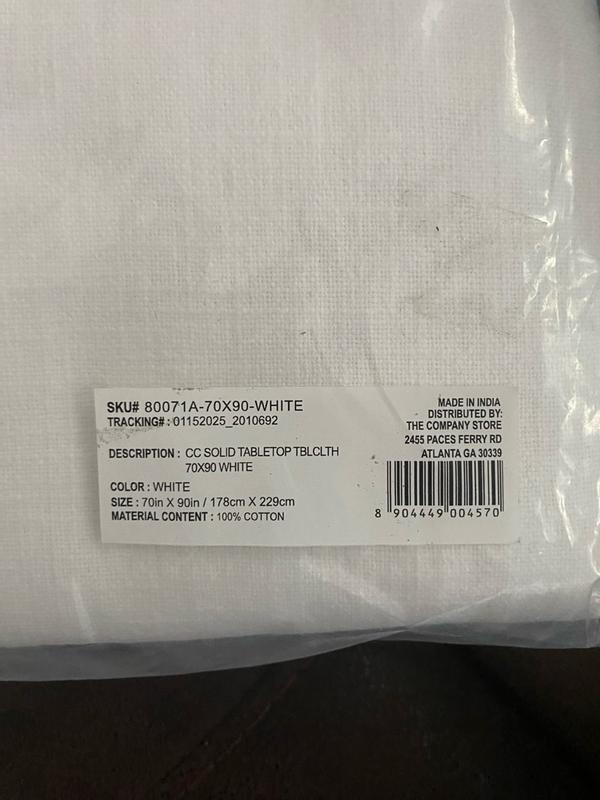 SKU# 80071A-70X90-WHITE
TRACKING# : 01152025_2010692
DESCRIPTION : CC SOLID TABLETOP TBLCLTH
70X90 WHITE
COLOR : WHITE
SIZE : 70in X 90in / 178cm X 229cm
MATERIAL CONTENT : 100% COTTON
MADE IN INDIA
DISTRIBUTED BY:
THE COMPANY STORE
2455 PACES FERRY RD
ATLANTA GA 30339
8 904449 004570